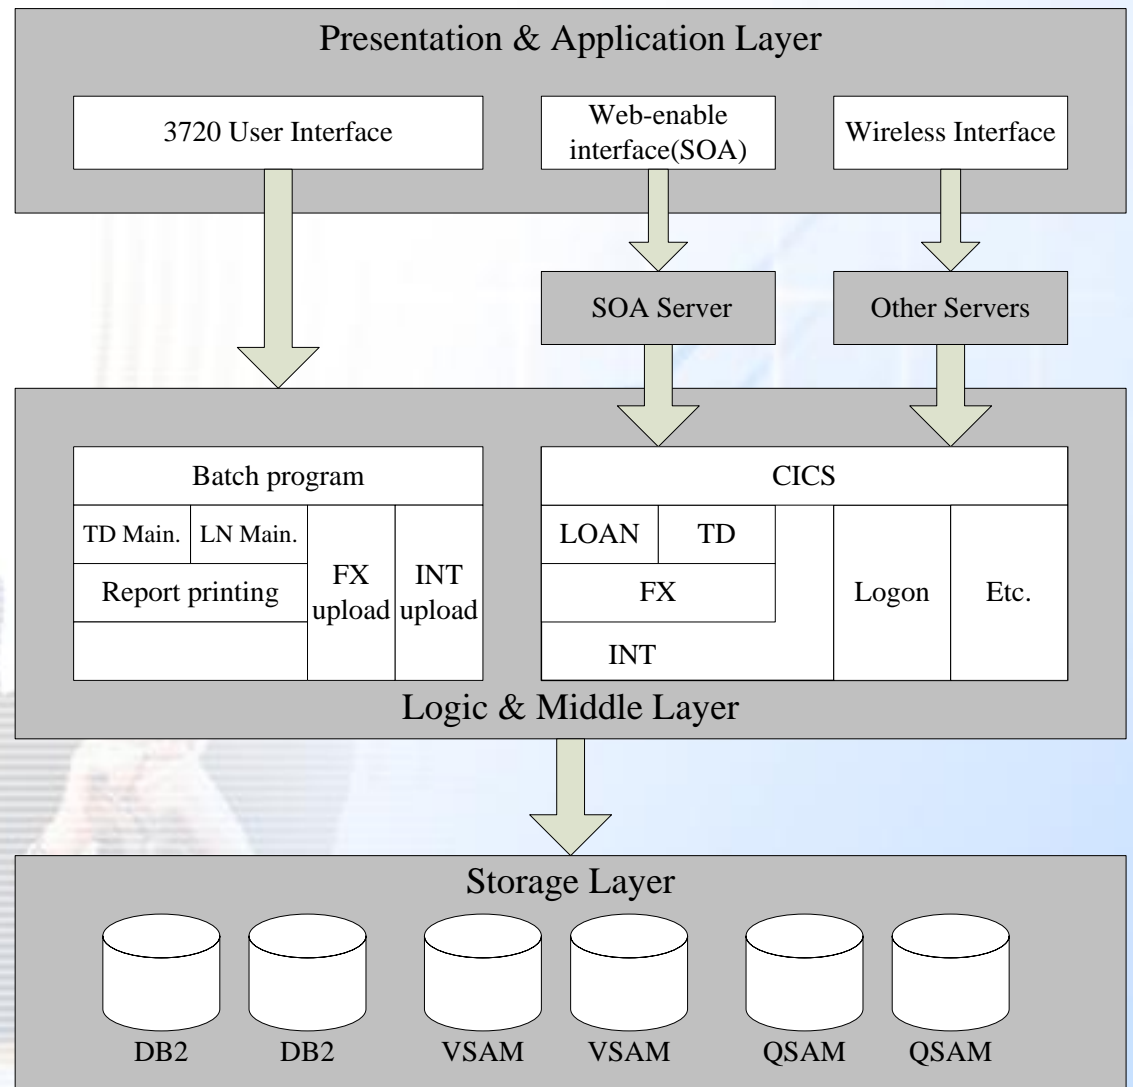 Presentation & Application Layer
3720 User Interface
Web-enable
interface(SOA)
Wireless Interface
SOA Server
Other Servers
Batch program
TD Main.
LN Main.
Report printing
FX
upload
INT
upload
CICS
LOAN
TD
FX
INT
Logon
Etc.
Logic & Middle Layer
Storage Layer
DB2
DB2
VSAM
VSAM
QSAM
QSAM